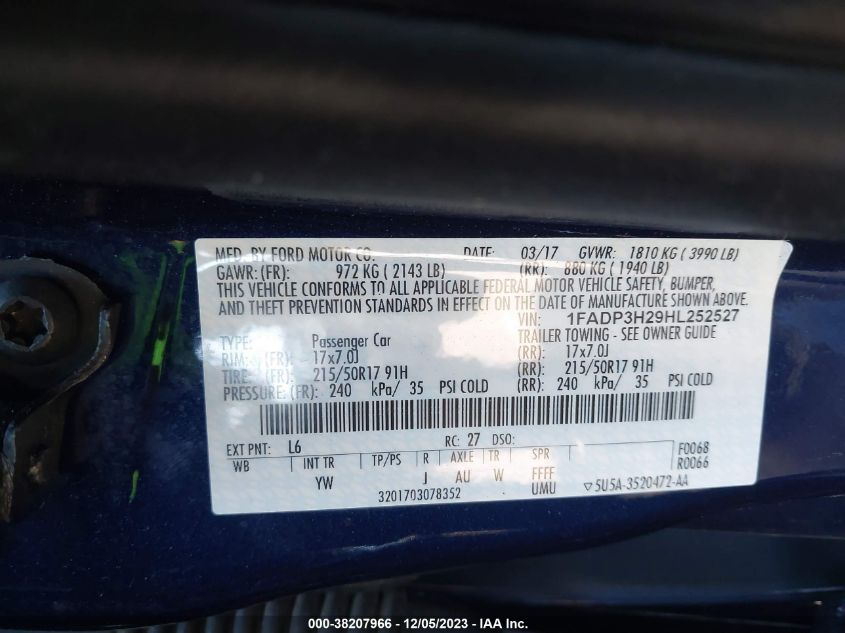 MFD. BY FORD MOTOR CO. DATE: 03/17 GVWR: 1810 KG ( 3990 LB)
GAWR: (FR): 972 KG ( 2143 LB) (RR): 880 KG ( 1940 LB)
THIS VEHICLE CONFORMS TO ALL APPLICABLE FEDERAL MOTOR VEHICLE SAFETY, BUMPER,
AND THEFT PREVENTION STANDARDS IN EFFECT ON THE DATE OF MANUFACTURE SHOWN ABOVE.
VIN: 1FADP3H29HL252527
TYPE: Passenger Car TRAILER TOWING - SEE OWNER GUIDE
RIM: (FR): 17x7.0J (RR): 17x7.0J
TIRE: (FR): 215/50R17 91H (RR): 215/50R17 91H
PRESSURE: (FR): 240 kPa/ 35 PSI COLD (RR): 240 kPa/ 35 PSI COLD
EXT PNT: L6 RC: 27 DSO: F0068
WB INT TR TP/PS R AXLE TR SPR R0066
YW J AU W FFFF
3201703078352 UMU ▽5U5A-3520472-AA
000-38207966 - 12/05/2023 - IAA Inc.